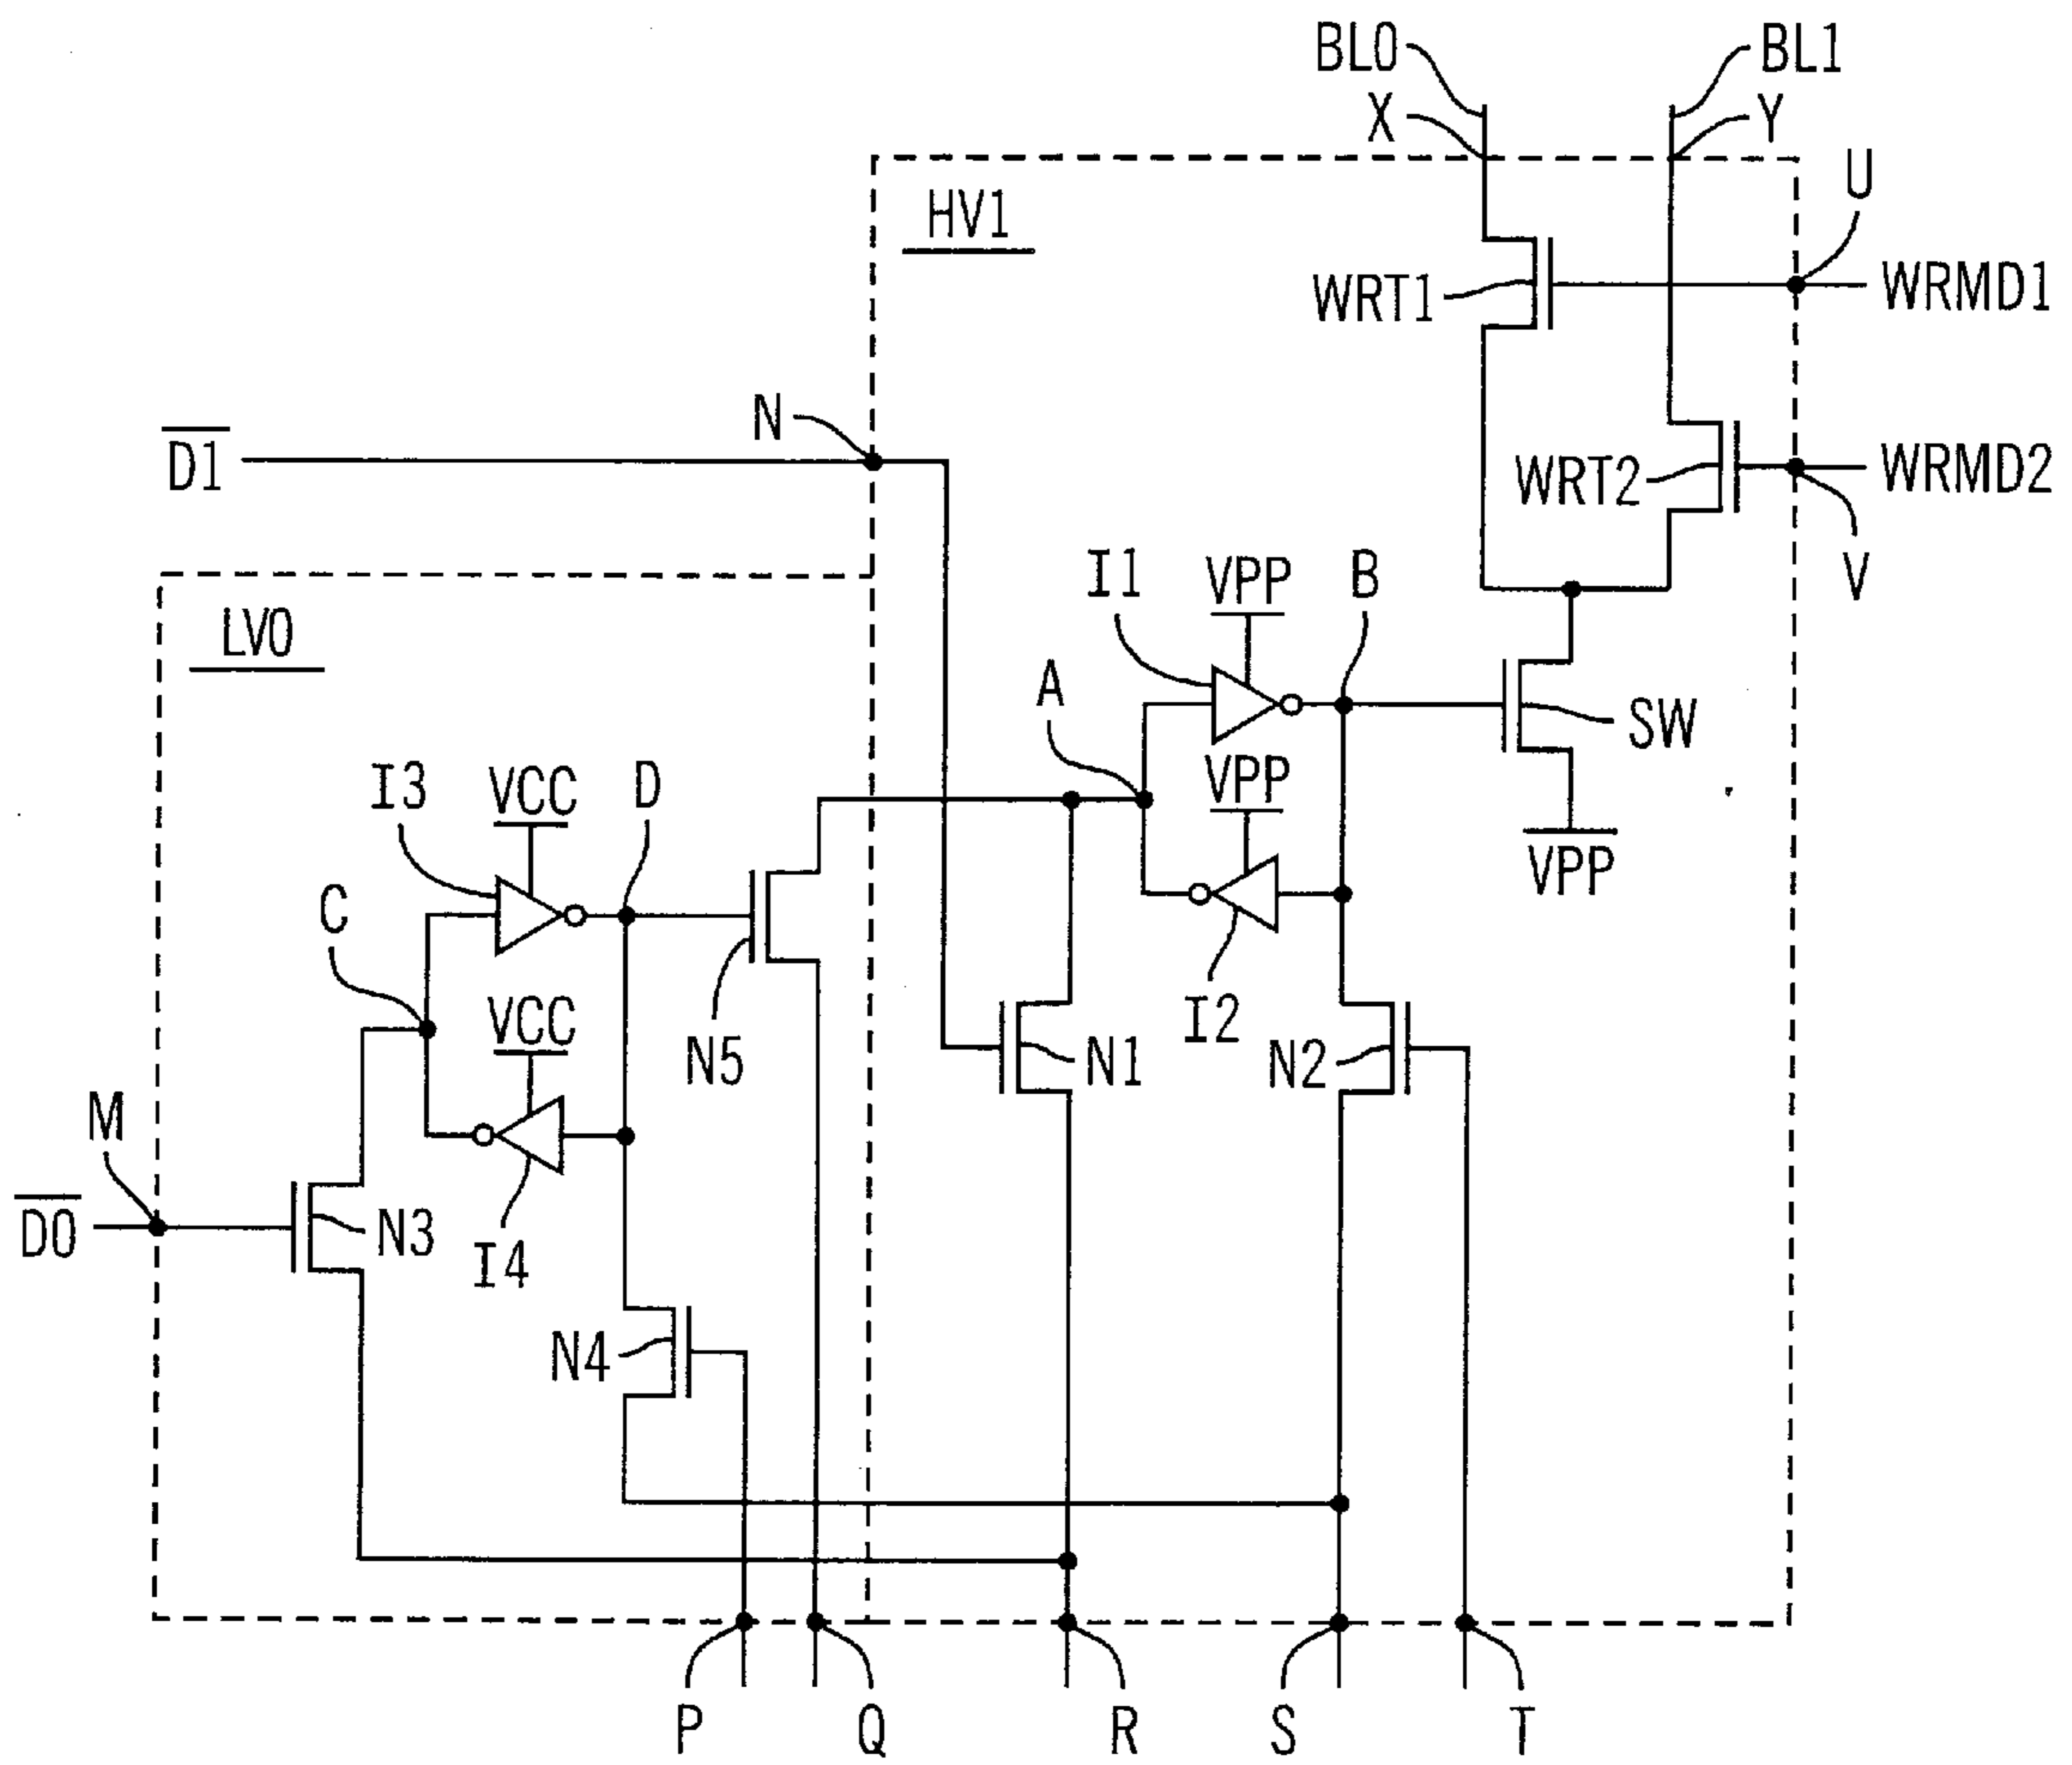 BL0
BL1
X
Y
U
HV1
WRT1
WRMD1
N
D1
WRT2
WRMD2
V
I1
VPP
B
LV0
A
SW
VPP
I3
VCC
D
VPP
C
VCC
N5
I2
N1
N2
M
D0
N3
I4
N4
P
Q
R
S
T